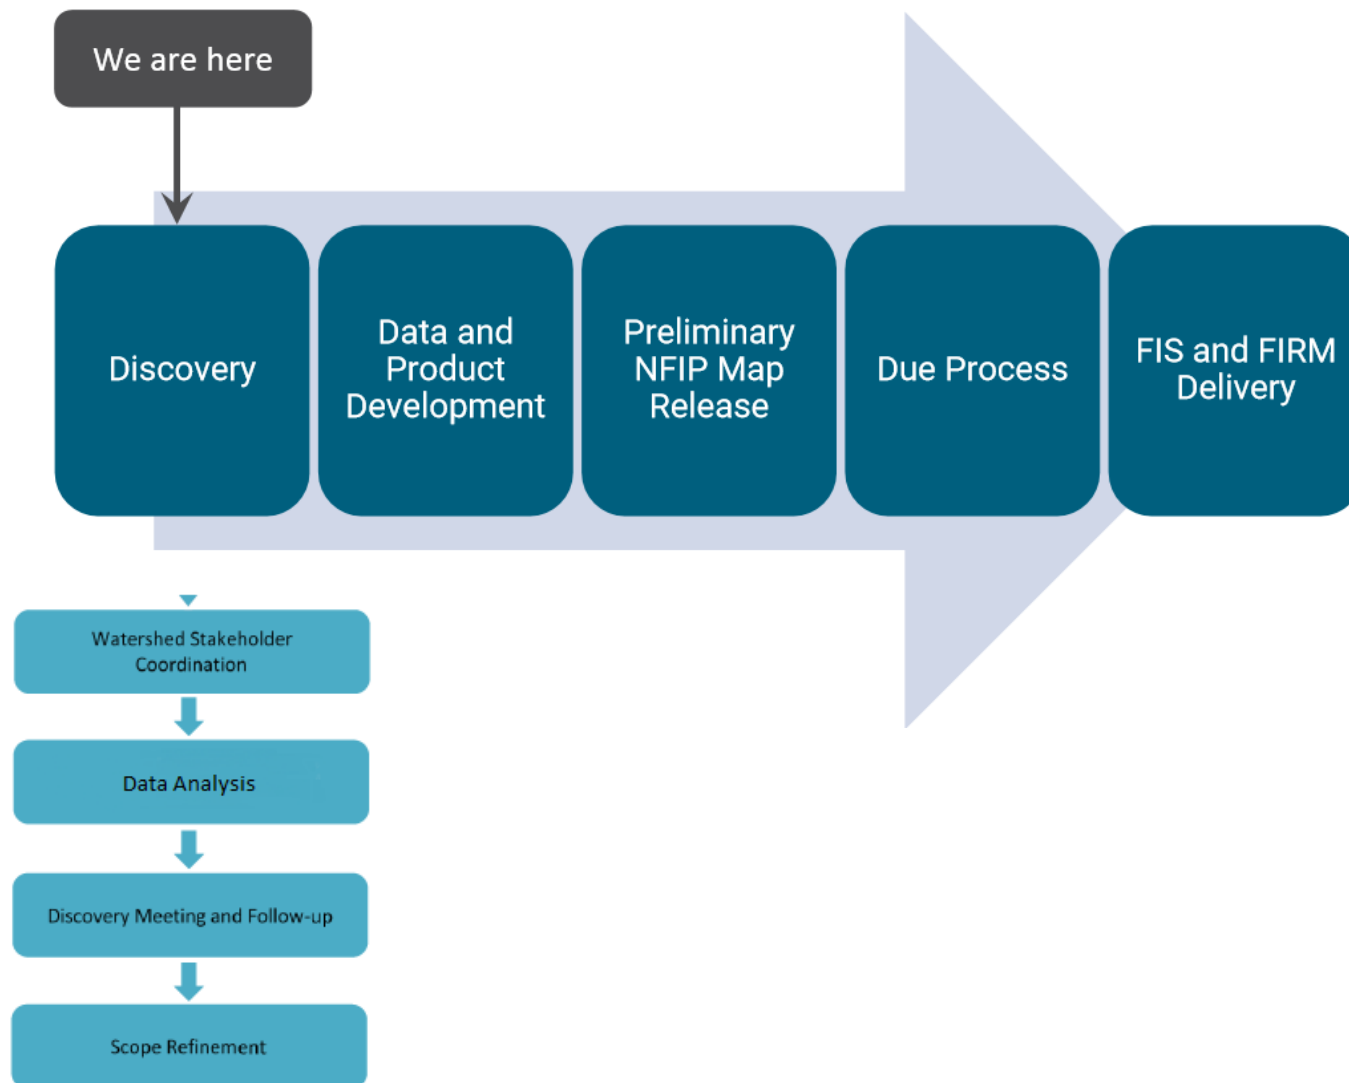 We are here
Discovery
Data and
Product
Development
Preliminary
NFIP Map
Release
Due Process
FIS and FIRM
Delivery
Watershed Stakeholder
Coordination
Data Analysis
Discovery Meeting and Follow-up
Scope Refinement